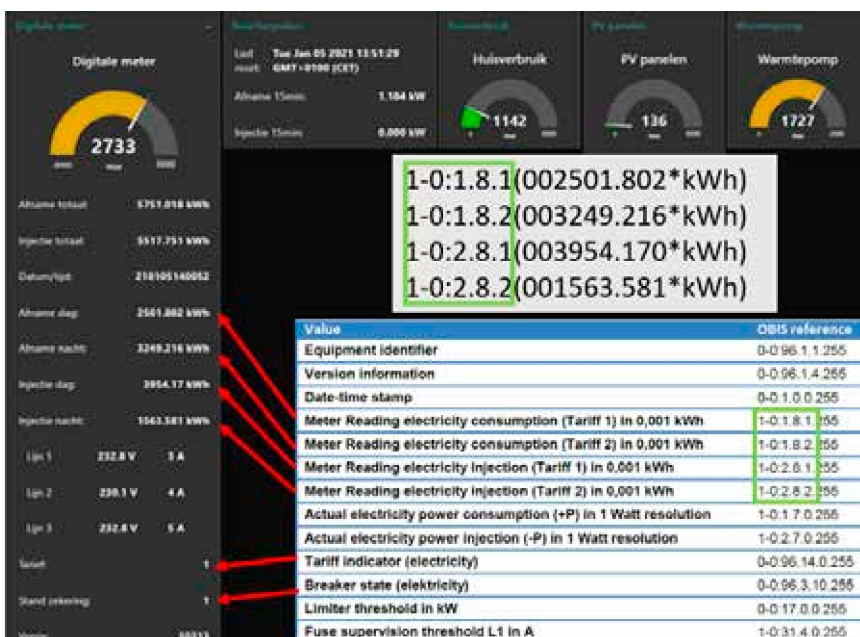 Digitale meter
Digitale meter
2733
Afname totaal: 5751.018 kWh
Injectie totaal: 5517.751 kWh
Datum/tijd: 210105140052
Afname dag: 2501.802 kWh
Afname nacht: 3249.216 kWh
Injectie dag: 3954.17 kWh
Injectie nacht: 1563.581 kWh
Lijn 1 232.8 V 3 A
Lijn 2 230.1 V 4 A
Lijn 3 232.8 V 5 A
Tarief: 1
Stand zekering: 1
Last reset: Tue Jan 05 2021 13:51:29
GMT+0100 (CET)
Afname 15min: 1.184 kW
Injectie 15min: 0.000 kW
Huisverbruik
Huisverbruik
1142
PV panelen
PV panelen
136
Warmtepomp
Warmtepomp
1727
1-0:1.8.1(002501.802*kWh)
1-0:1.8.2(003249.216*kWh)
1-0:2.8.1(003954.170*kWh)
1-0:2.8.2(001563.581*kWh)
Value OBIS reference
Equipment identifier 0-0:96.1.1.255
Version information 0-0:96.1.4.255
Date-time stamp 0-0:1.0.0.255
Meter Reading electricity consumption (Tariff 1) in 0,001 kWh 1-0:1.8.1.255
Meter Reading electricity consumption (Tariff 2) in 0,001 kWh 1-0:1.8.2.255
Meter Reading electricity injection (Tariff 1) in 0,001 kWh 1-0:2.8.1.255
Meter Reading electricity injection (Tariff 2) in 0,001 kWh 1-0:2.8.2.255
Actual electricity power consumption (+P) in 1 Watt resolution 1-0:1.7.0.255
Actual electricity power injection (-P) in 1 Watt resolution 1-0:2.7.0.255
Tariff indicator (electricity) 0-0:96.14.0.255
Breaker state (elektricity) 0-0:96.3.10.255
Limiter threshold in kW 0-0:17.0.0.255
Fuse supervision threshold L1 in A 1-0:31.4.0.255